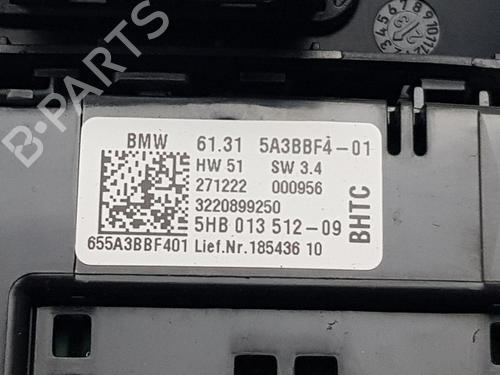 BMW 61.31 5A3BBF4-01
HW 51 SW 3.4
271222 000956
3220899250
5HB 013 512-09
655A3BBF401 Lief.Nr.185436 10
BHTC
B-PARTS